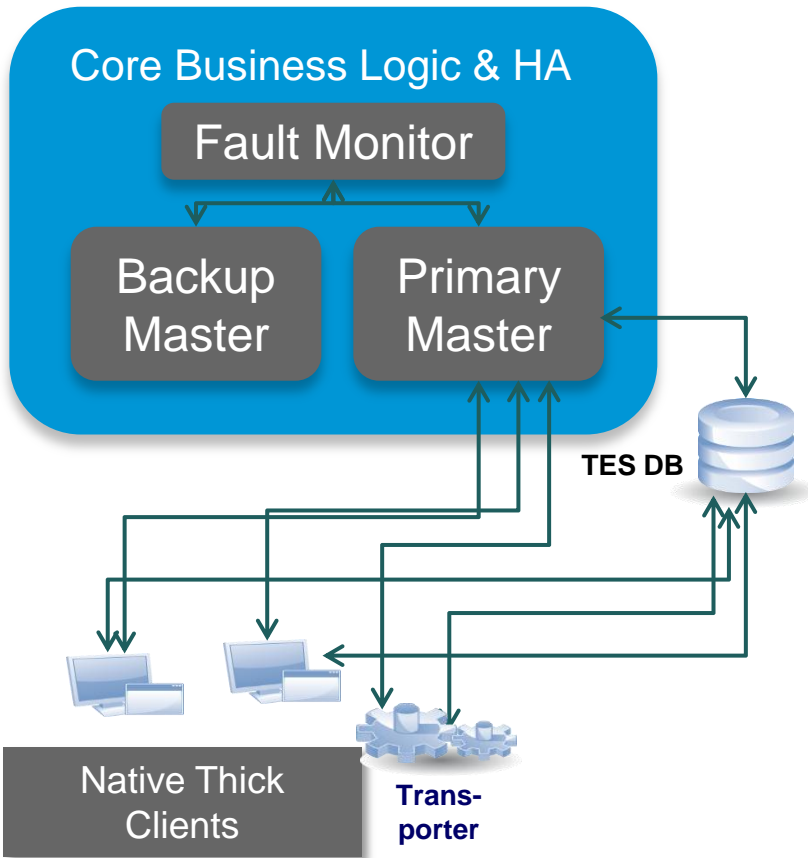 Core Business Logic & HA
Fault Monitor
Backup
Master
Primary
Master
TES DB
Native Thick
Clients
Trans-
porter